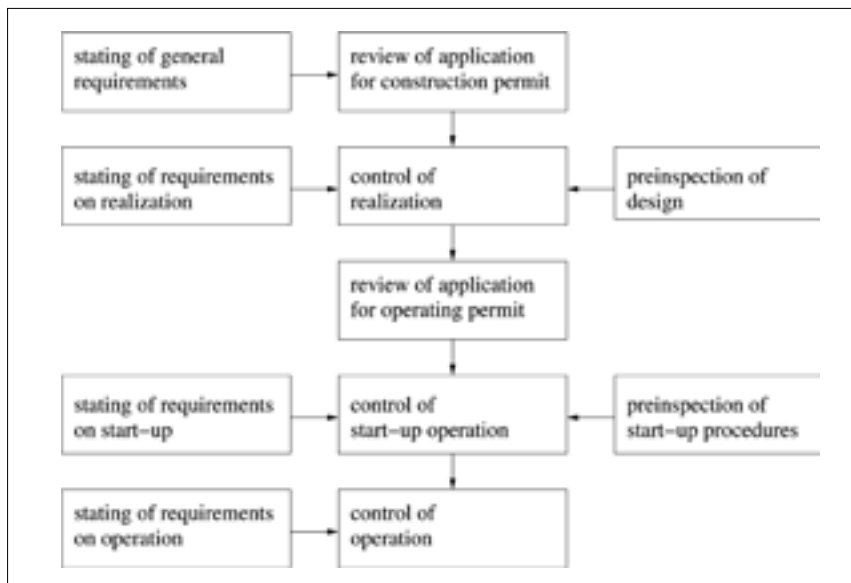 stating of general
requirements
review of application
for construction permit
stating of requirements
on realization
control of
realization
preinspection of
design
review of application
for operating permit
stating of requirements
on start-up
control of
start-up operation
preinspection of
start-up procedures
stating of requirements
on operation
control of
operation